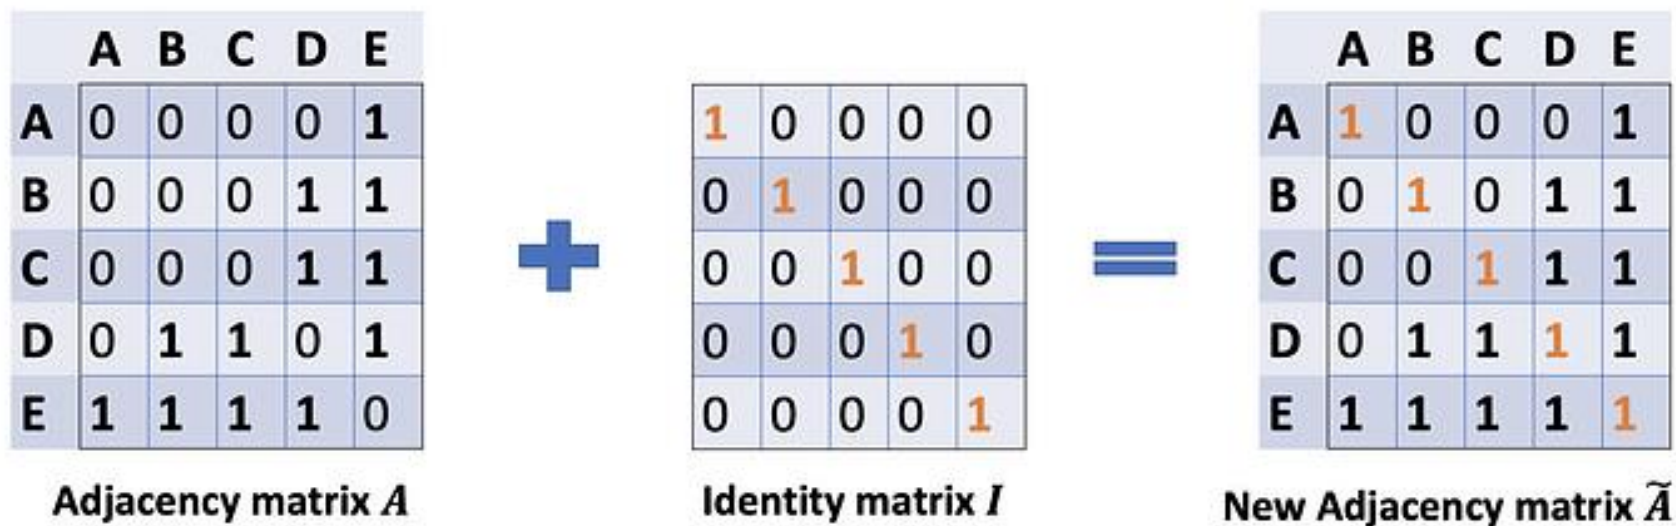 A B C D E
A 0 0 0 0 1
B 0 0 0 1 1
C 0 0 0 1 1
D 0 1 1 0 1
E 1 1 1 1 0
Adjacency matrix A
+
1 0 0 0 0
0 1 0 0 0
0 0 1 0 0
0 0 0 1 0
0 0 0 0 1
Identity matrix I
=
A B C D E
A 1 0 0 0 1
B 0 1 0 1 1
C 0 0 1 1 1
D 0 1 1 1 1
E 1 1 1 1 1
New Adjacency matrix Ã